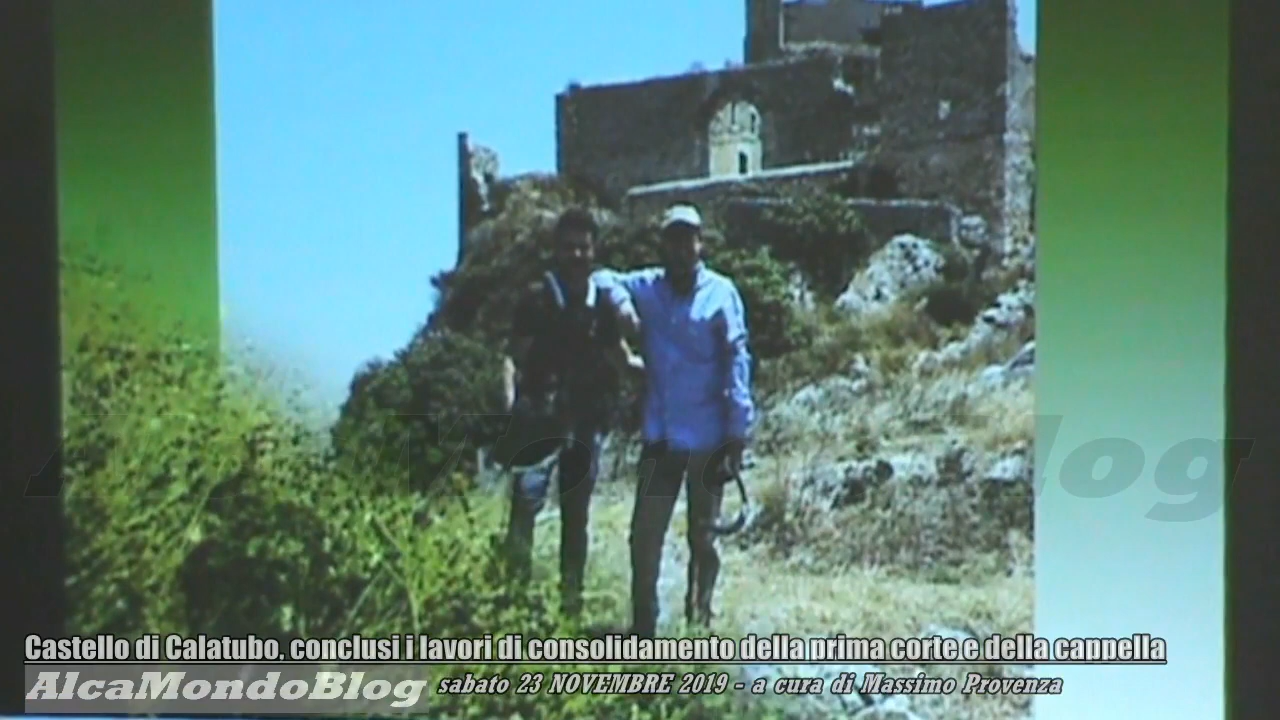 AlcaMondoBlog
Castello di Calatubo, conclusi i lavori di consolidamento della prima corte e della cappella
AlcaMondoBlog sabato 23 NOVEMBRE 2019 - a cura di Massimo Provenza